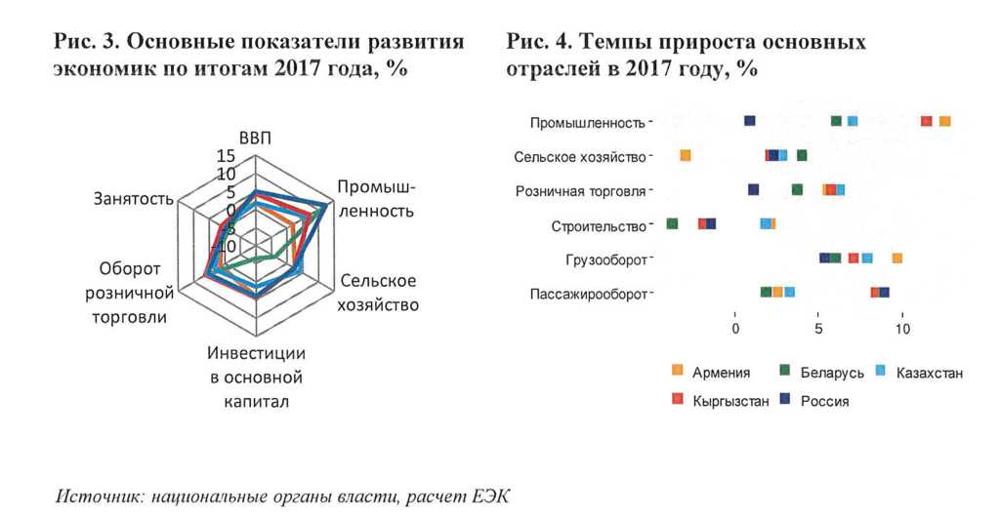 Рис. 3. Основные показатели развития
экономик по итогам 2017 года, %
ВВП
15
10
5
0
-5
-10
Промыш-
ленность
Сельское
хозяйство
Инвестиции
в основной
капитал
Оборот
розничной
торговли
Занятость
Рис. 4. Темпы прироста основных
отраслей в 2017 году, %
Промышленность
Сельское хозяйство
Розничная торговля
Строительство
Грузооборот
Пассажирооборот
0 5 10
Армения Беларусь Казахстан
Кыргызстан Россия
Источник: национальные органы власти, расчет ЕЭК